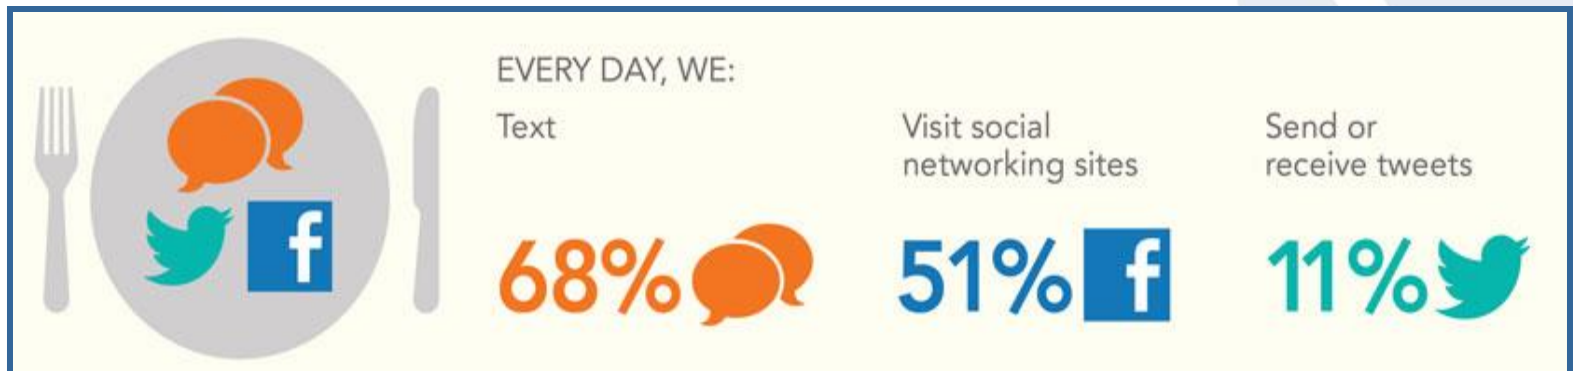 EVERY DAY, WE:
Text
68%
Visit social
networking sites
51%
f
Send or
receive tweets
11%